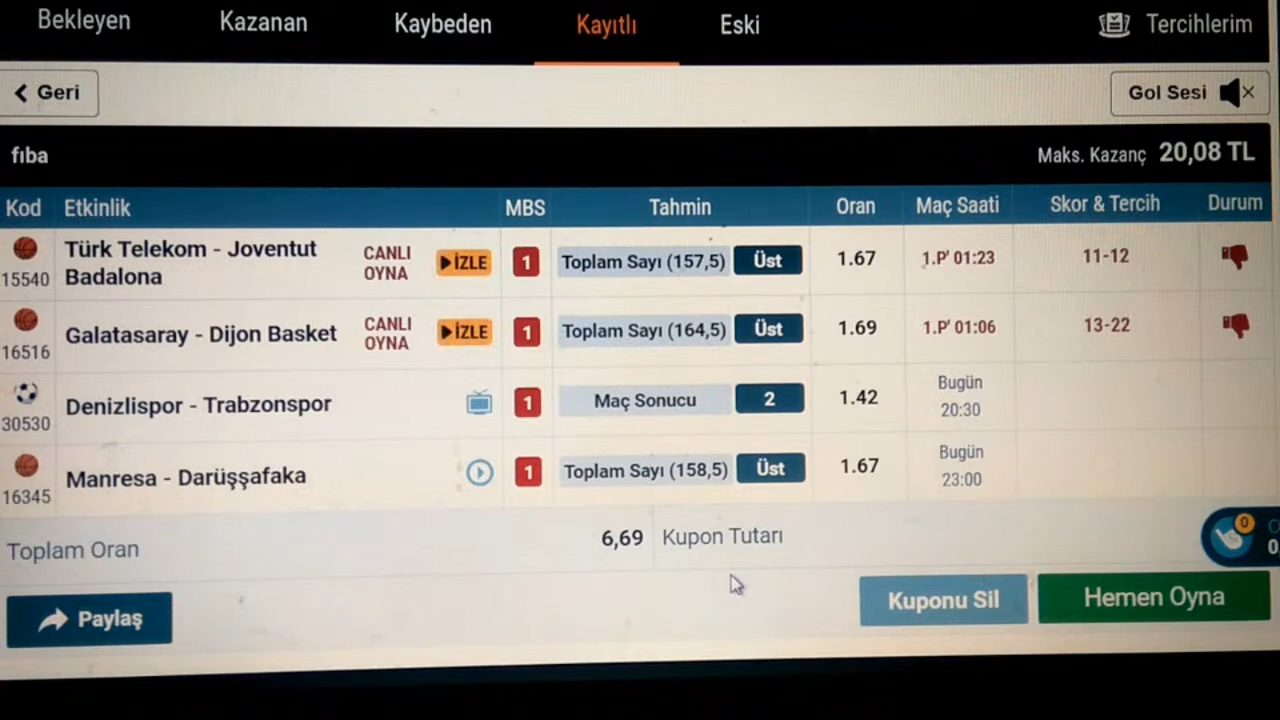 Bekleyen Kazanan Kaybeden Kayıtlı Eski Tercihlerim
Geri Gol Sesi
fıba Maks. Kazanç 20,08 TL
Kod Etkinlik MBS Tahmin Oran Maç Saati Skor & Tercih Durum
15540 Türk Telekom - Joventut
Badalona CANLI
OYNA İZLE 1 Toplam Sayı (157,5) Üst 1.67 1.P' 01:23 11-12
16516 Galatasaray - Dijon Basket CANLI
OYNA İZLE 1 Toplam Sayı (164,5) Üst 1.69 1.P' 01:06 13-22
30530 Denizlispor - Trabzonspor 1 Maç Sonucu 2 1.42 Bugün
20:30
16345 Manresa - Darüşşafaka 1 Toplam Sayı (158,5) Üst 1.67 Bugün
23:00
Toplam Oran 6,69 Kupon Tutarı
0
Paylaş Kuponu Sil Hemen Oyna